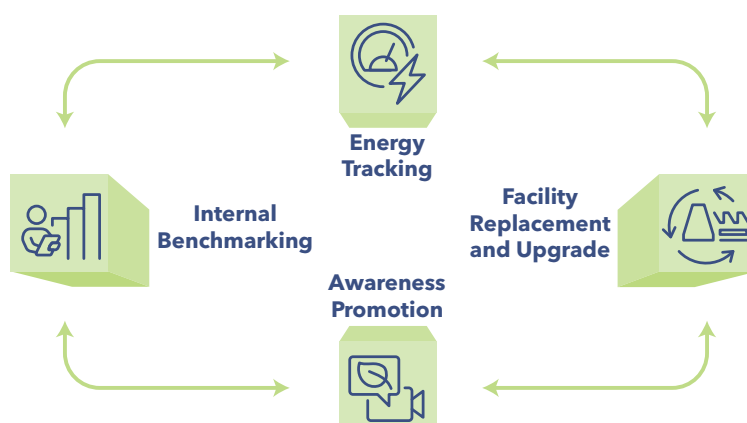 Energy
Tracking
Internal
Benchmarking
Facility
Replacement
and Upgrade
Awareness
Promotion